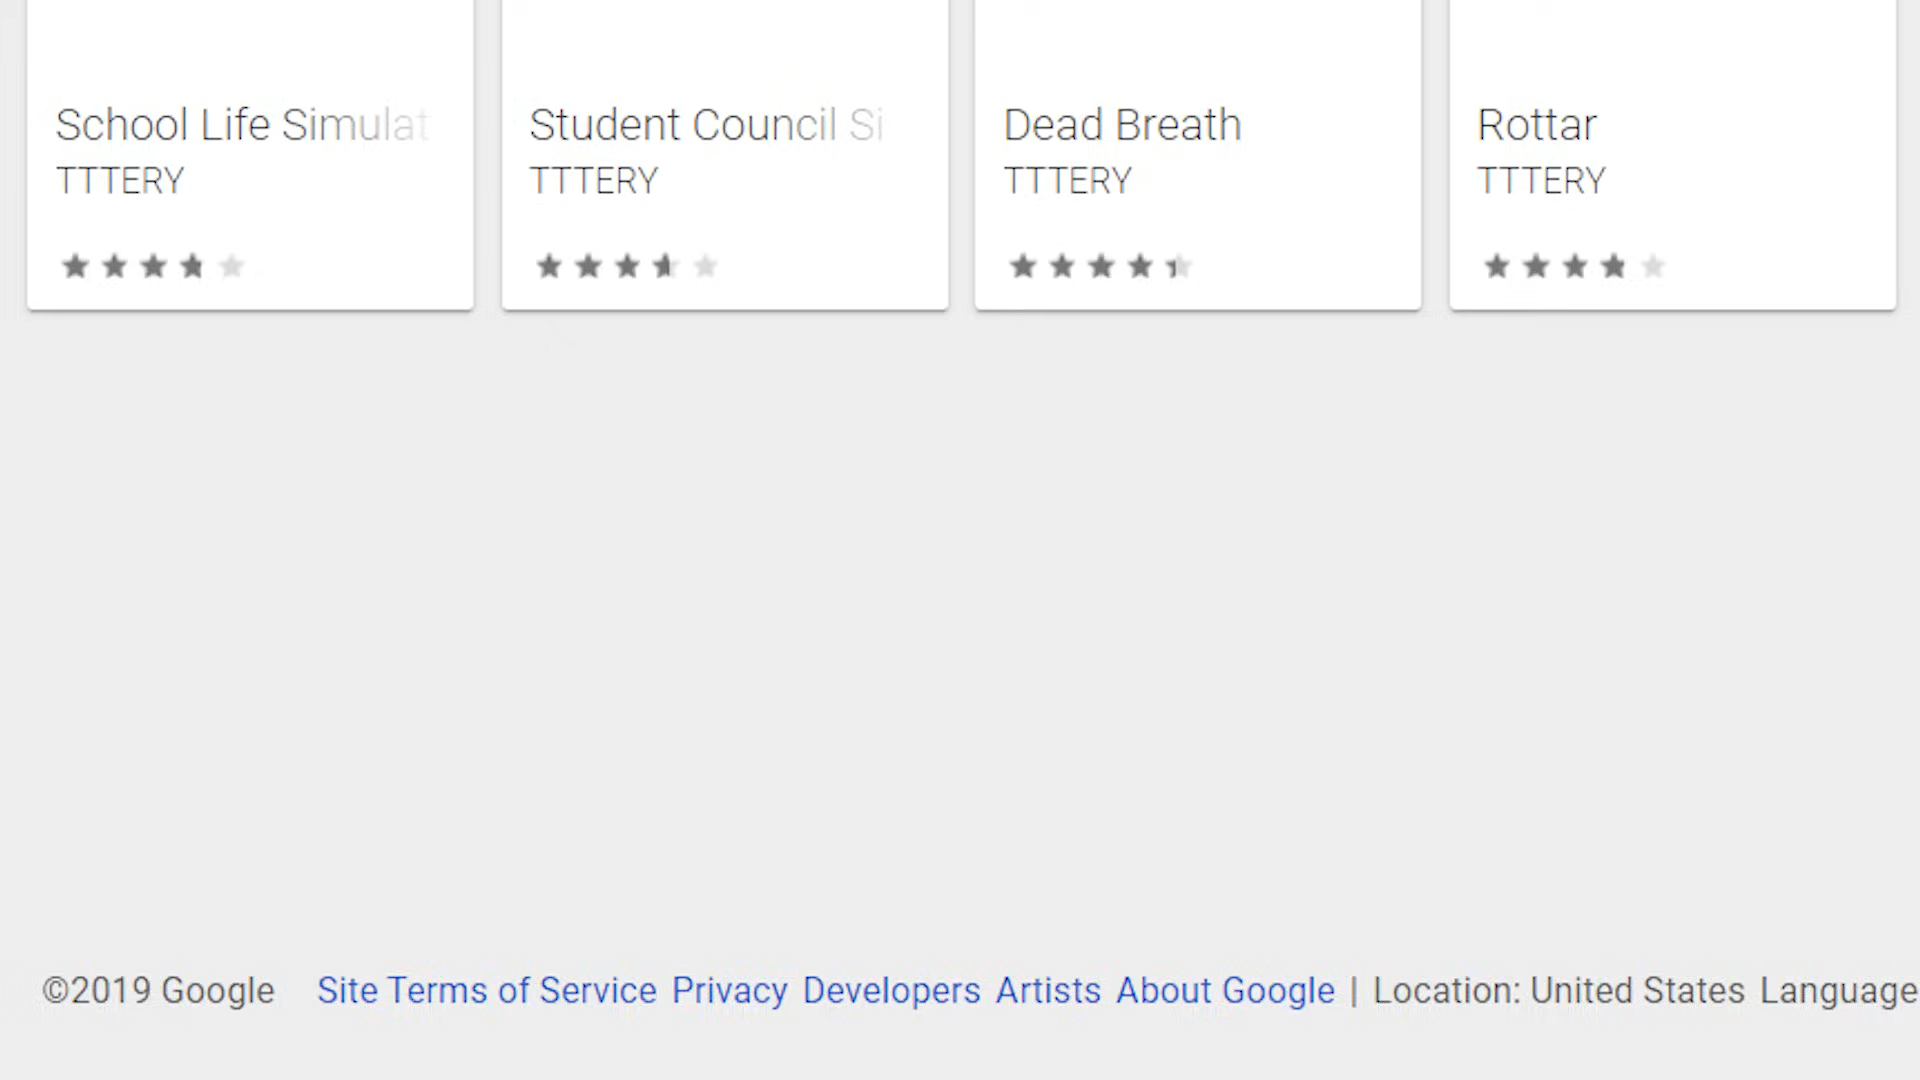 School Life Simulat
TTTERY
Student Council Si
TTTERY
Dead Breath
TTTERY
Rottar
TTTERY
©2019 Google Site Terms of Service Privacy Developers Artists About Google | Location: United States Language